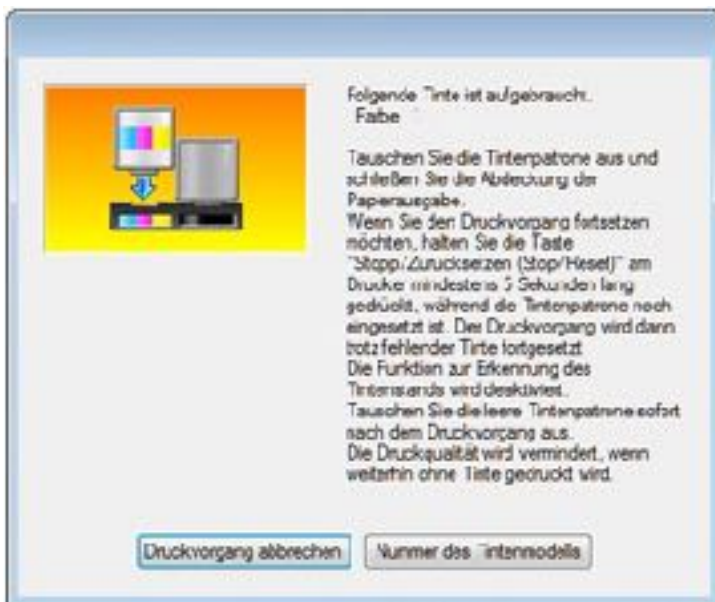 Folgende Tinte ist aufgebraucht.
Farbe
Tauschen Sie die Tintenpatrone aus und
schließen Sie die Abdeckung der
Papierausgabe.
Wenn Sie den Druckvorgang fortsetzen
möchten, halten Sie die Taste
"Stopp/Zurücksetzen (Stop/Reset)" am
Drucker mindestens 5 Sekunden lang
gedrückt, während die Tintenpatrone noch
eingesetzt ist. Der Druckvorgang wird dann
trotz fehlender Tinte fortgesetzt
Die Funktion zur Erkennung des
Tintenstands wird deaktiviert.
Tauschen Sie die leere Tintenpatrone sofort
nach dem Druckvorgang aus.
Die Druckqualität wird vermindert, wenn
weiterhin ohne Tinte gedruckt wird.
Druckvorgang abbrechen
Nummer des Tintenmodells